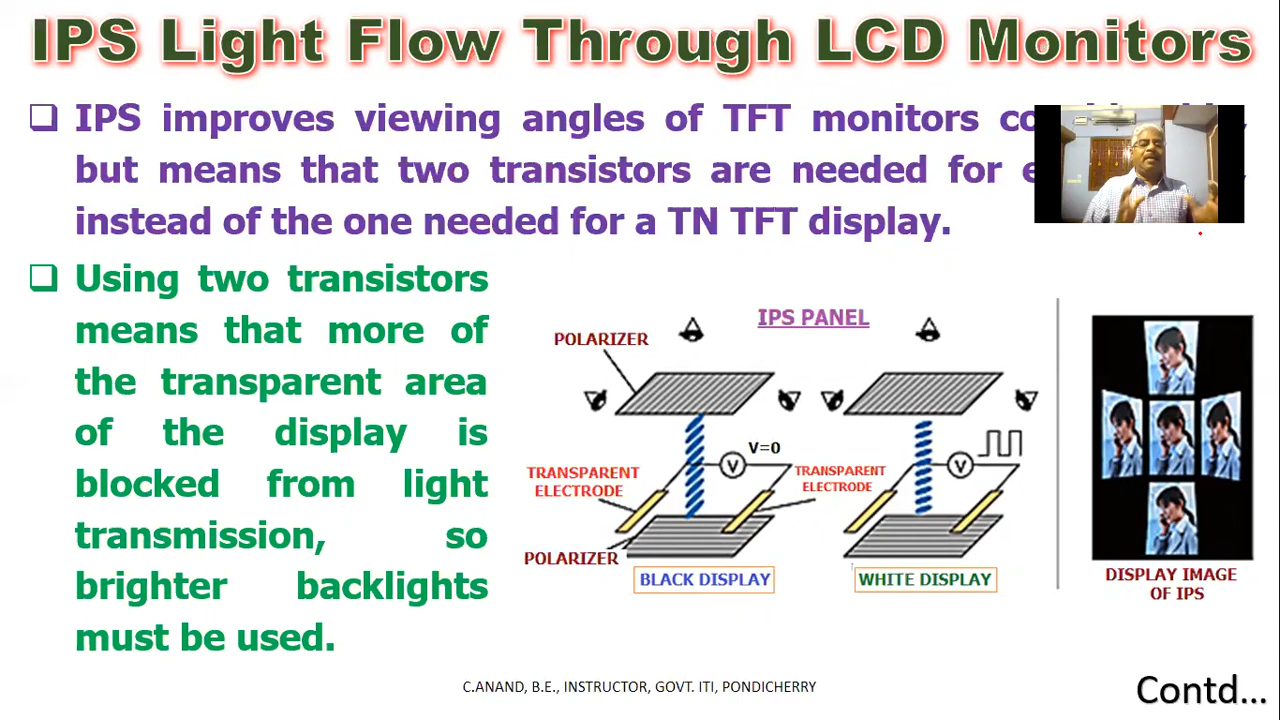 IPS Light Flow Through LCD Monitors
❑ IPS improves viewing angles of TFT monitors
but means that two transistors are needed for
instead of the one needed for a TN TFT display.
❑ Using two transistors
means that more of
the transparent area
of the display is
blocked from light
transmission, so
brighter backlights
must be used.
IPS PANEL
POLARIZER
V=0
V
V
TRANSPARENT
ELECTRODE
TRANSPARENT
ELECTRODE
POLARIZER
BLACK DISPLAY
WHITE DISPLAY
DISPLAY IMAGE
OF IPS
C.ANAND, B.E., INSTRUCTOR, GOVT. ITI, PONDICHERRY
Contd...